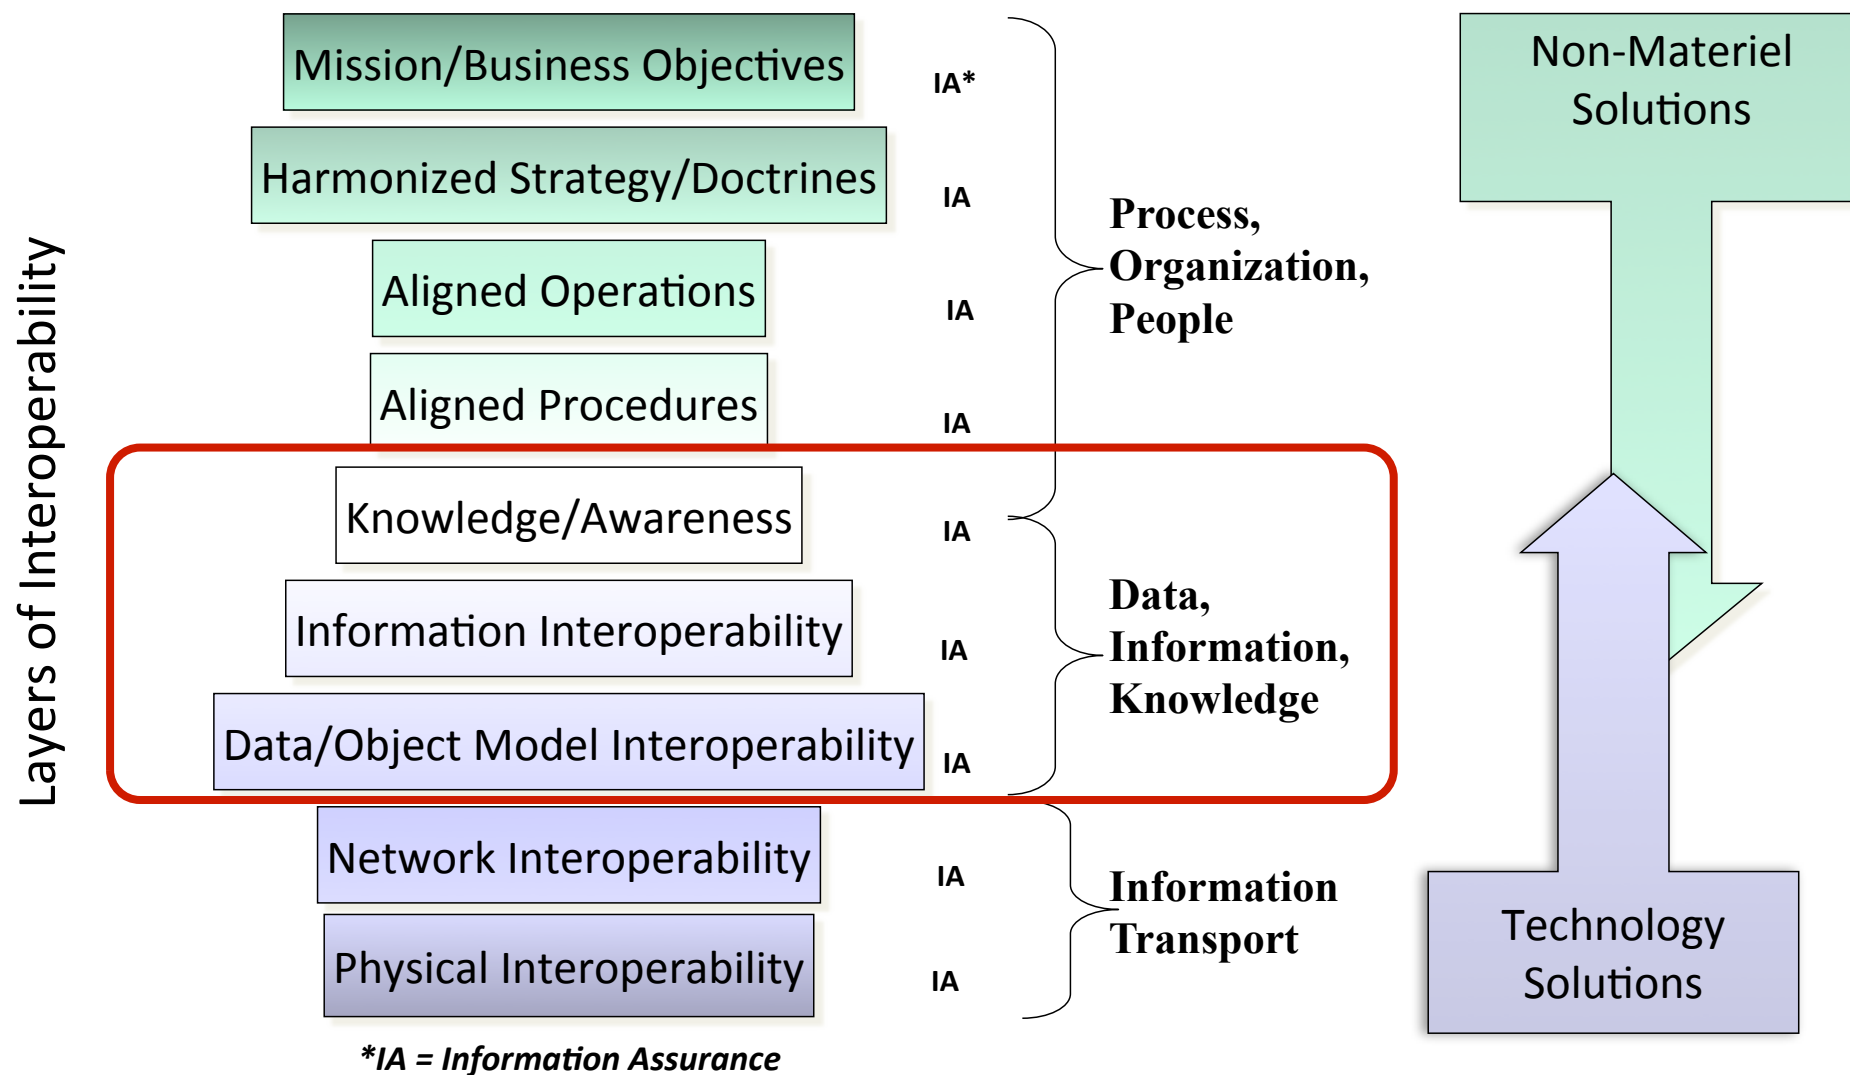 Layers of Interoperability
Mission/Business Objectives
IA*
Harmonized Strategy/Doctrines
IA
Aligned Operations
IA
Aligned Procedures
IA
Process,
Organization,
People
Knowledge/Awareness
IA
Information Interoperability
IA
Data/Object Model Interoperability
IA
Data,
Information,
Knowledge
Network Interoperability
IA
Physical Interoperability
IA
Information
Transport
*IA = Information Assurance
Non-Materiel
Solutions
Technology
Solutions